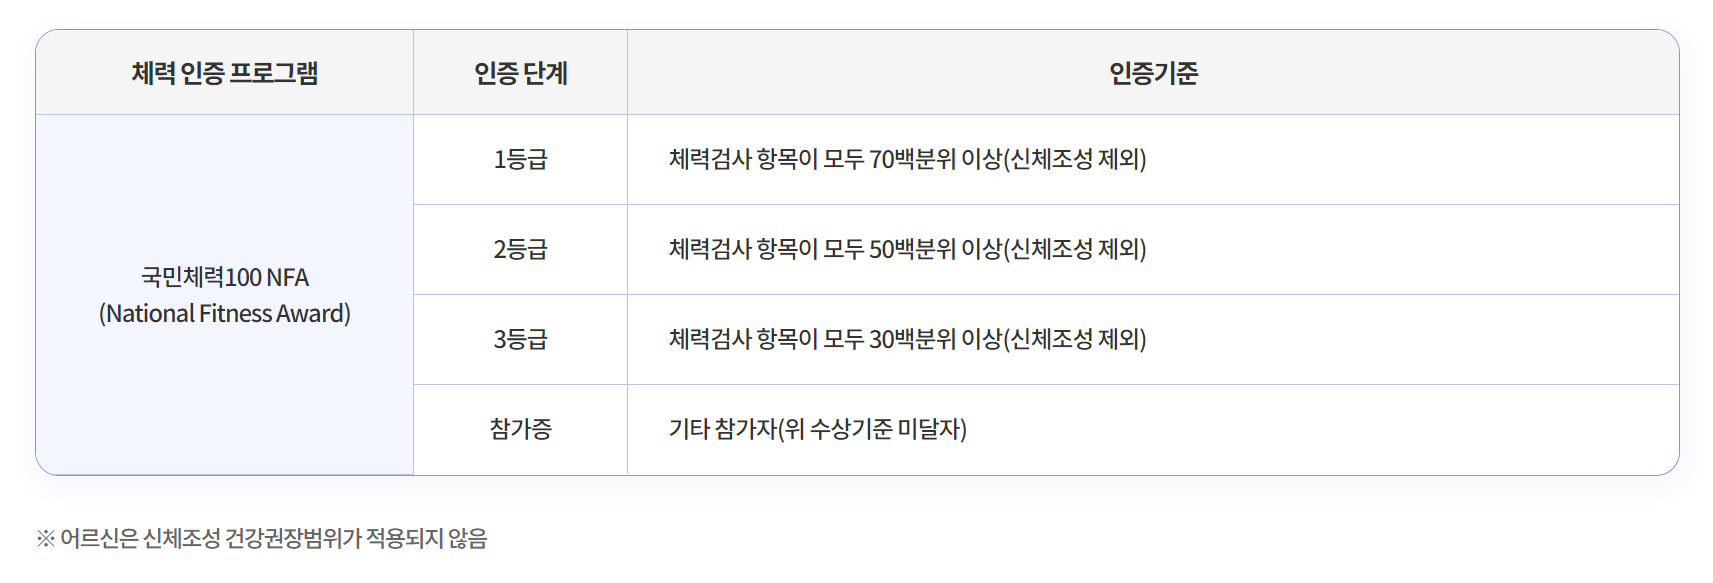 체력 인증 프로그램
인증 단계
인증기준
국민체력100 NFA
(National Fitness Award)
1등급
체력검사 항목이 모두 70백분위 이상(신체조성 제외)
2등급
체력검사 항목이 모두 50백분위 이상(신체조성 제외)
3등급
체력검사 항목이 모두 30백분위 이상(신체조성 제외)
참가증
기타 참가자(위 수상기준 미달자)
※ 어르신은 신체조성 건강권장범위가 적용되지 않음